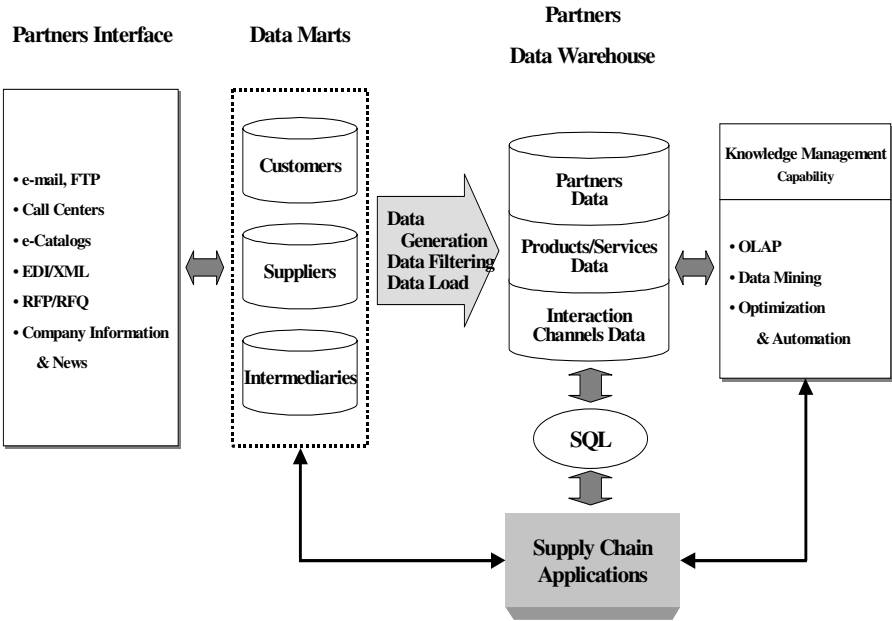 Partners Interface
Data Marts
Partners
Data Warehouse
• e-mail, FTP
• Call Centers
• e-Catalogs
• EDI/XML
• RFP/RFQ
• Company Information
& News
Customers
Suppliers
Intermediaries
Data
Generation
Data Filtering
Data Load
Partners
Data
Products/Services
Data
Interaction
Channels Data
Knowledge Management
Capability
• OLAP
• Data Mining
• Optimization
& Automation
SQL
Supply Chain
Applications